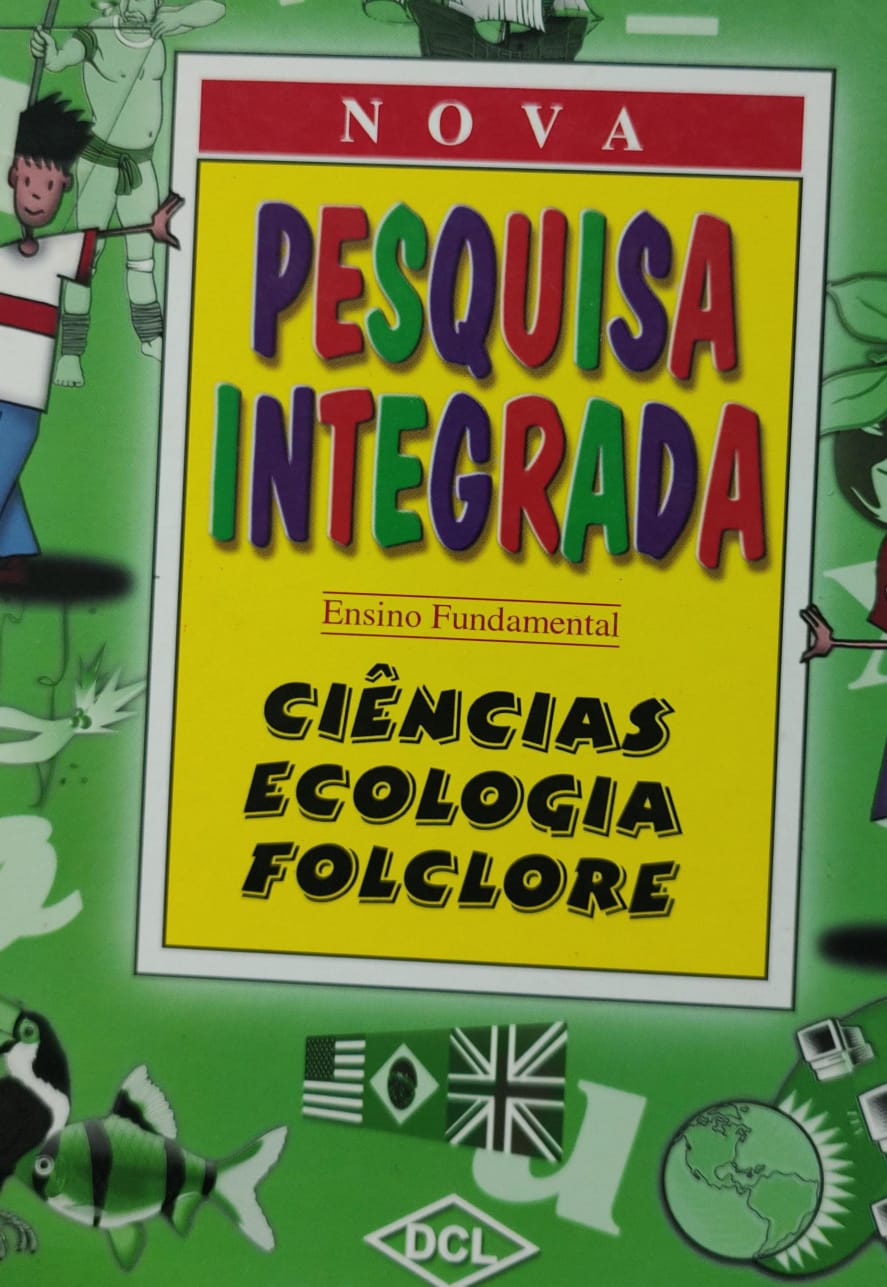 NOVA
PESQUISA
INTEGRADA
Ensino Fundamental
CIÊNCIAS
ECOLOGIA
FOLCLORE
DCL